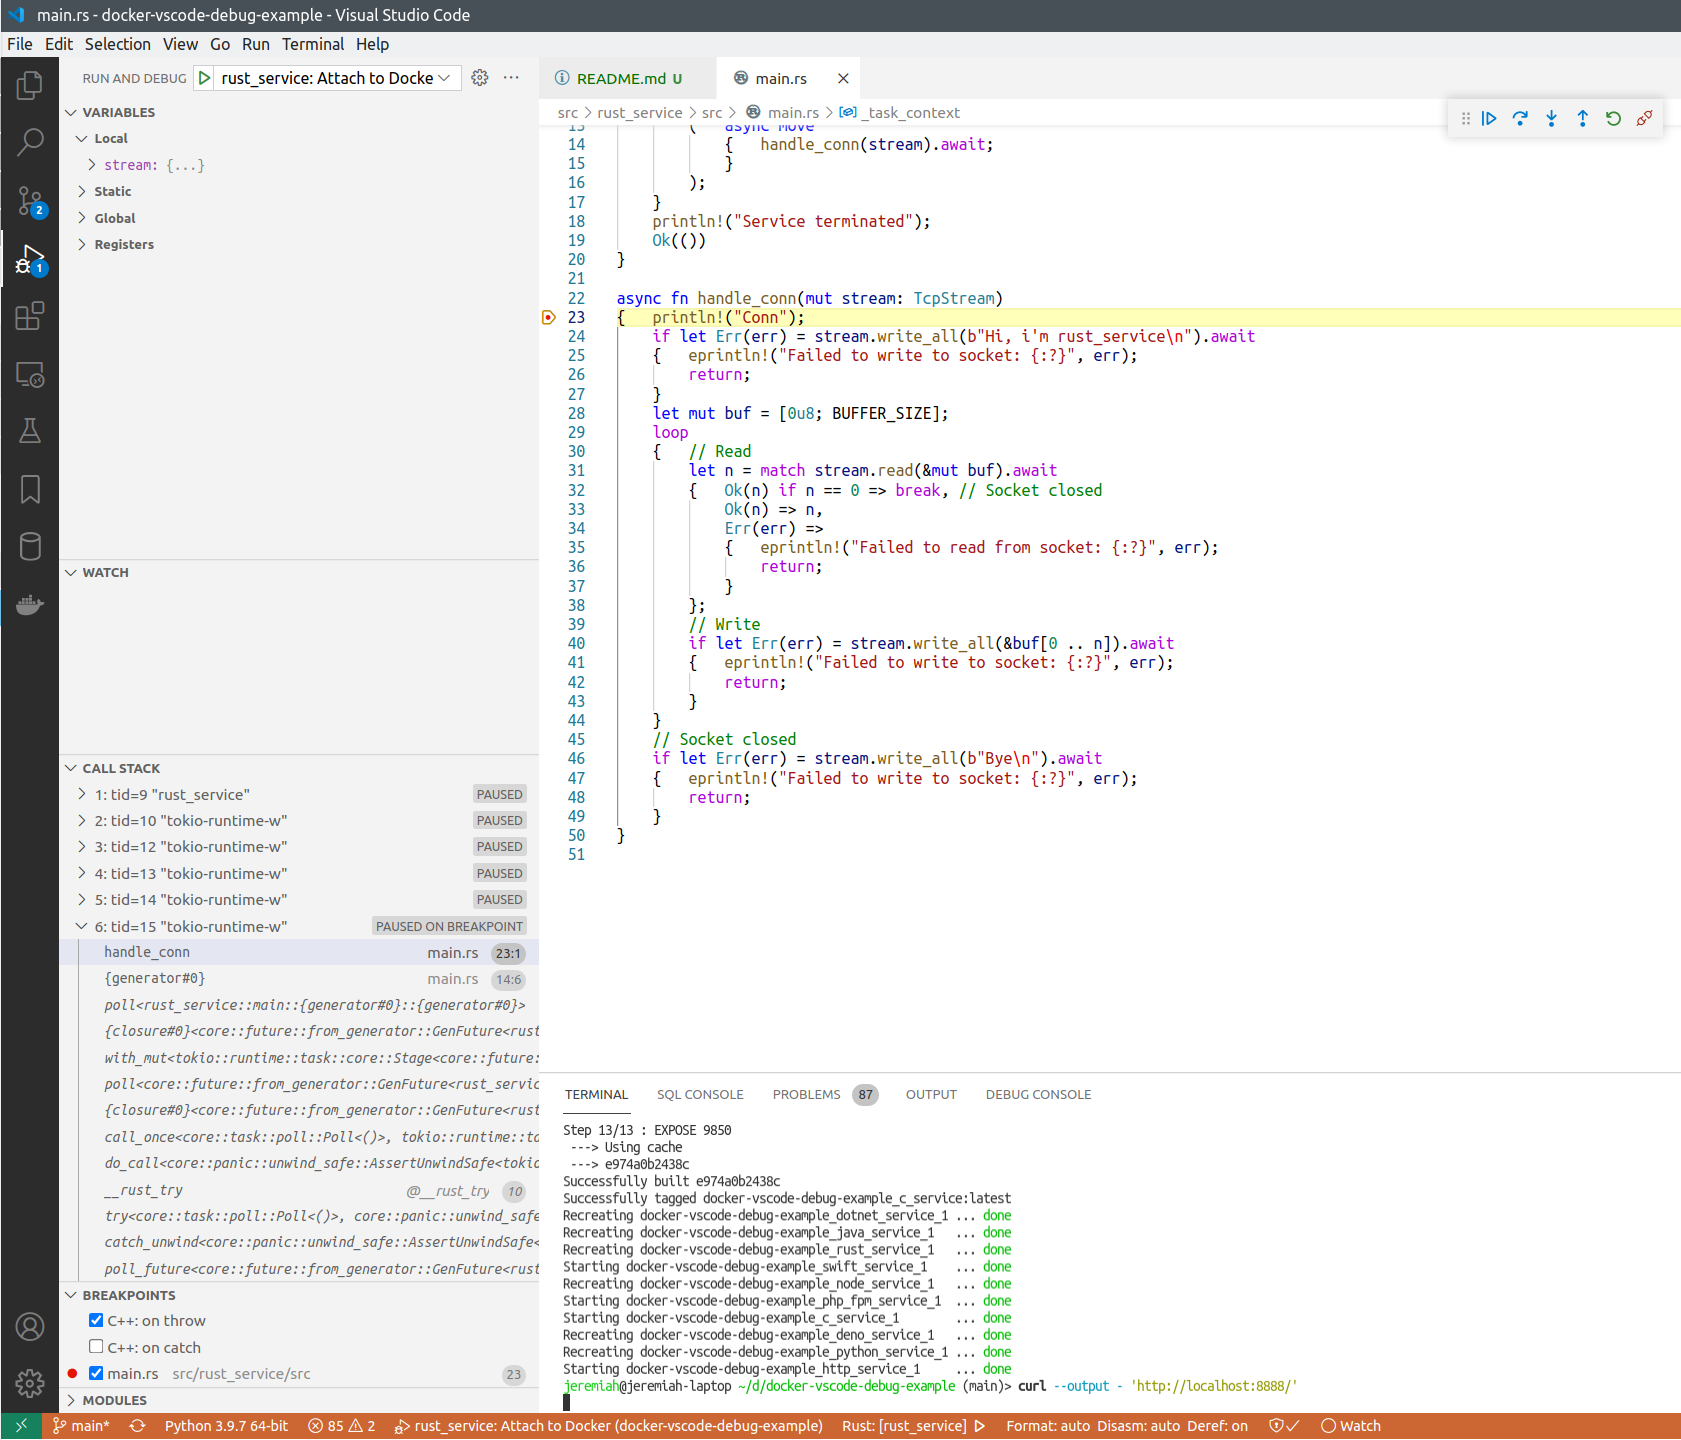 main.rs - docker-vscode-debug-example - Visual Studio Code
File Edit Selection View Go Run Terminal Help
RUN AND DEBUG rust_service: Attach to Docke
VARIABLES
Local
stream: {...}
Static
Global
Registers
WATCH
CALL STACK
1: tid=9 "rust_service" PAUSED
2: tid=10 "tokio-runtime-w" PAUSED
3: tid=12 "tokio-runtime-w" PAUSED
4: tid=13 "tokio-runtime-w" PAUSED
5: tid=14 "tokio-runtime-w" PAUSED
6: tid=15 "tokio-runtime-w" PAUSED ON BREAKPOINT
handle_conn main.rs 23:1
{generator#0} main.rs 14:6
poll<rust_service::main::{generator#0}::{generator#0}>
{closure#0}<core::future::from_generator::GenFuture<rust
with_mut<tokio::runtime::task::core::Stage<core::future:
poll<core::future::from_generator::GenFuture<rust_servic
{closure#0}<core::future::from_generator::GenFuture<rust
call_once<core::task::poll::Poll<()>, tokio::runtime::ta
do_call<core::panic::unwind_safe::AssertUnwindSafe<tokio
__rust_try @__rust_try 10
try<core::task::poll::Poll<()>, core::panic::unwind_safe
catch_unwind<core::panic::unwind_safe::AssertUnwindSafe<
poll_future<core::future::from_generator::GenFuture<rust
BREAKPOINTS
C++: on throw
C++: on catch
main.rs src/rust_service/src 23
MODULES
2
1
README.md U main.rs
src > rust_service > src > main.rs > _task_context
13 ( async move
14 { handle_conn(stream).await;
15 }
16 );
17 }
18 println!("Service terminated");
19 Ok(())
20 }
21
22 async fn handle_conn(mut stream: TcpStream)
23 { println!("Conn");
24 if let Err(err) = stream.write_all(b"Hi, i'm rust_service\n").await
25 { eprintln!("Failed to write to socket: {:?}", err);
26 return;
27 }
28 let mut buf = [0u8; BUFFER_SIZE];
29 loop
30 { // Read
31 let n = match stream.read(&mut buf).await
32 { Ok(n) if n == 0 => break, // Socket closed
33 Ok(n) => n,
34 Err(err) =>
35 { eprintln!("Failed to read from socket: {:?}", err);
36 return;
37 }
38 };
39 // Write
40 if let Err(err) = stream.write_all(&buf[0 .. n]).await
41 { eprintln!("Failed to write to socket: {:?}", err);
42 return;
43 }
44 }
45 // Socket closed
46 if let Err(err) = stream.write_all(b"Bye\n").await
47 { eprintln!("Failed to write to socket: {:?}", err);
48 return;
49 }
50 }
51
TERMINAL SQL CONSOLE PROBLEMS 87 OUTPUT DEBUG CONSOLE
Step 13/13 : EXPOSE 9850
---> Using cache
---> e974a0b2438c
Successfully built e974a0b2438c
Successfully tagged docker-vscode-debug-example_c_service:latest
Recreating docker-vscode-debug-example_dotnet_service_1 ... done
Recreating docker-vscode-debug-example_java_service_1 ... done
Recreating docker-vscode-debug-example_rust_service_1 ... done
Starting docker-vscode-debug-example_swift_service_1 ... done
Recreating docker-vscode-debug-example_node_service_1 ... done
Starting docker-vscode-debug-example_php_fpm_service_1 ... done
Starting docker-vscode-debug-example_c_service_1 ... done
Recreating docker-vscode-debug-example_deno_service_1 ... done
Recreating docker-vscode-debug-example_python_service_1 ... done
Starting docker-vscode-debug-example_http_service_1 ... done
jeremiah@jeremiah-laptop ~/d/docker-vscode-debug-example (main)> curl --output - 'http://localhost:8888/'
main* Python 3.9.7 64-bit 85 2 rust_service: Attach to Docker (docker-vscode-debug-example) Rust: [rust_service] Format: auto Disasm: auto Deref: on Watch